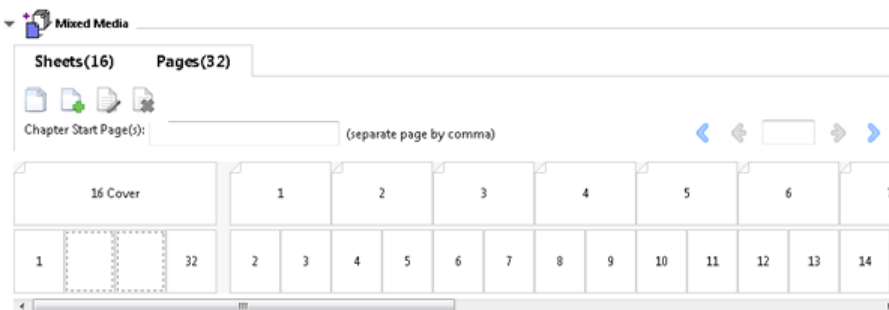 Mixed Media
Sheets(16) Pages(32)
Chapter Start Page(s): (separate page by comma)
16 Cover 1 2 3 4 5 6
1 32 2 3 4 5 6 7 8 9 10 11 12 13 14